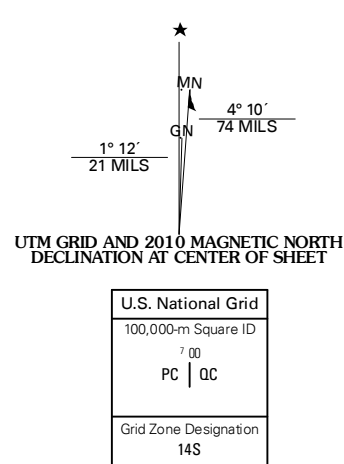 ★
MN
GN
4° 10´
74 MILS
1° 12´
21 MILS
UTM GRID AND 2010 MAGNETIC NORTH
DECLINATION AT CENTER OF SHEET
U.S. National Grid
100,000-m Square ID
7 00
PC | QC
Grid Zone Designation
14S